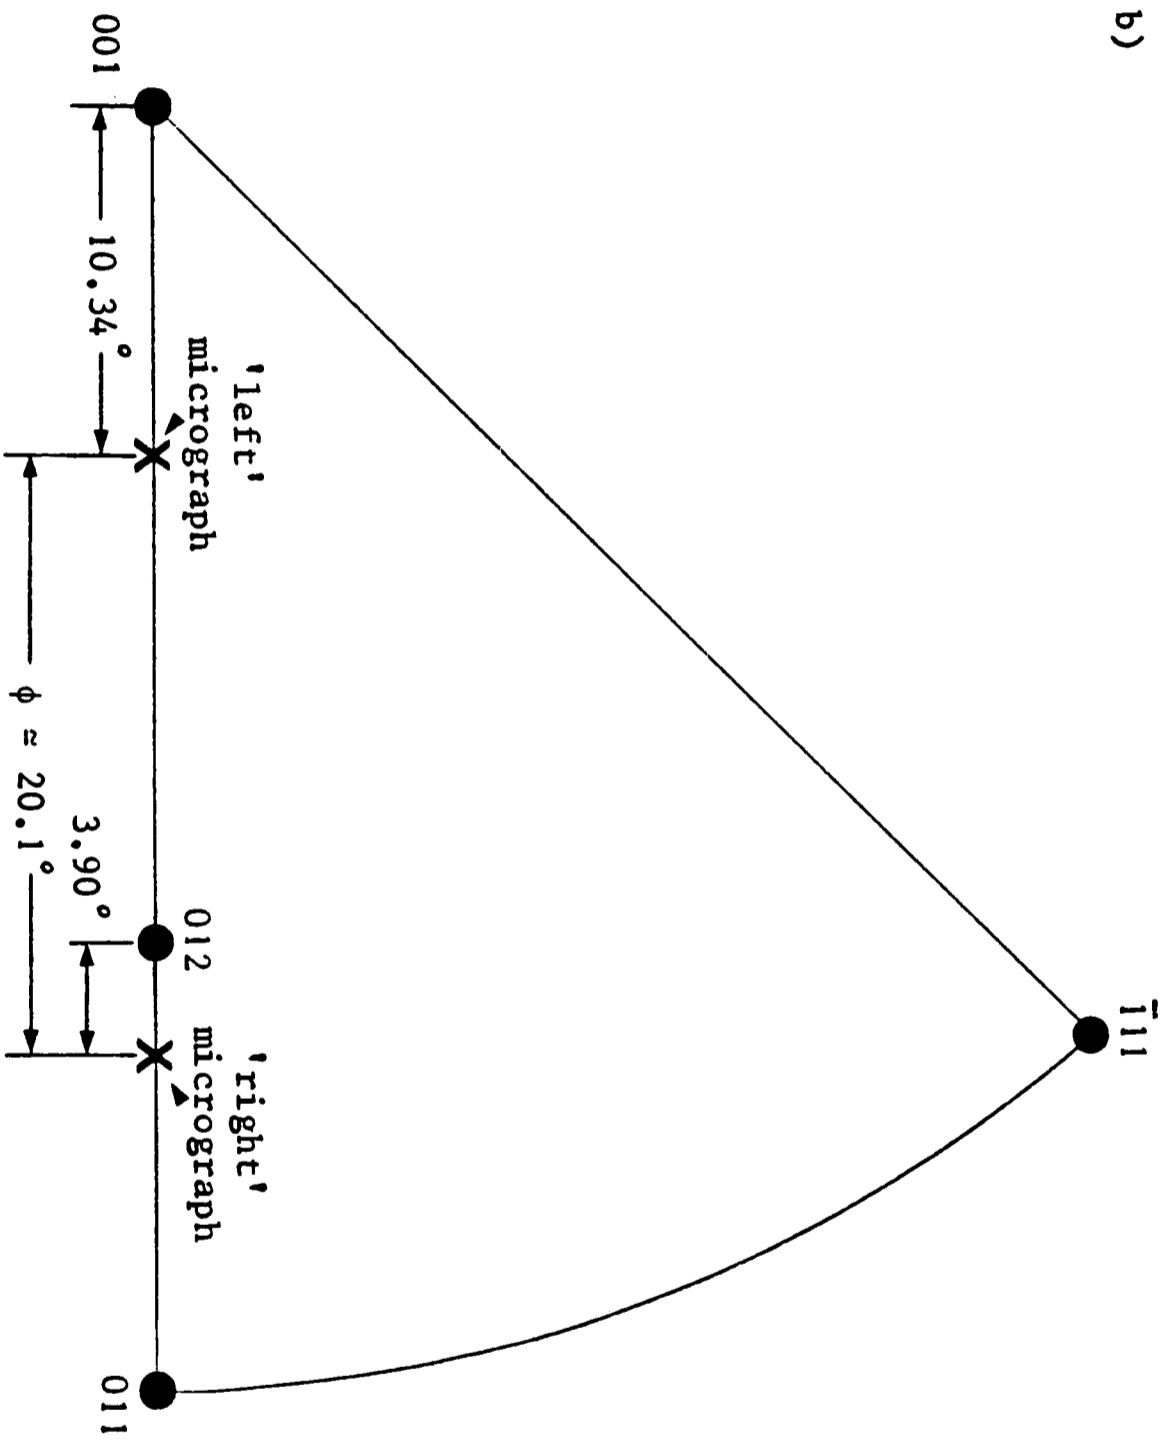 b)
1̄11
'left'
micrograph
'right'
micrograph
012
001
011
10.34°
3.90°
φ ≈ 20.1°